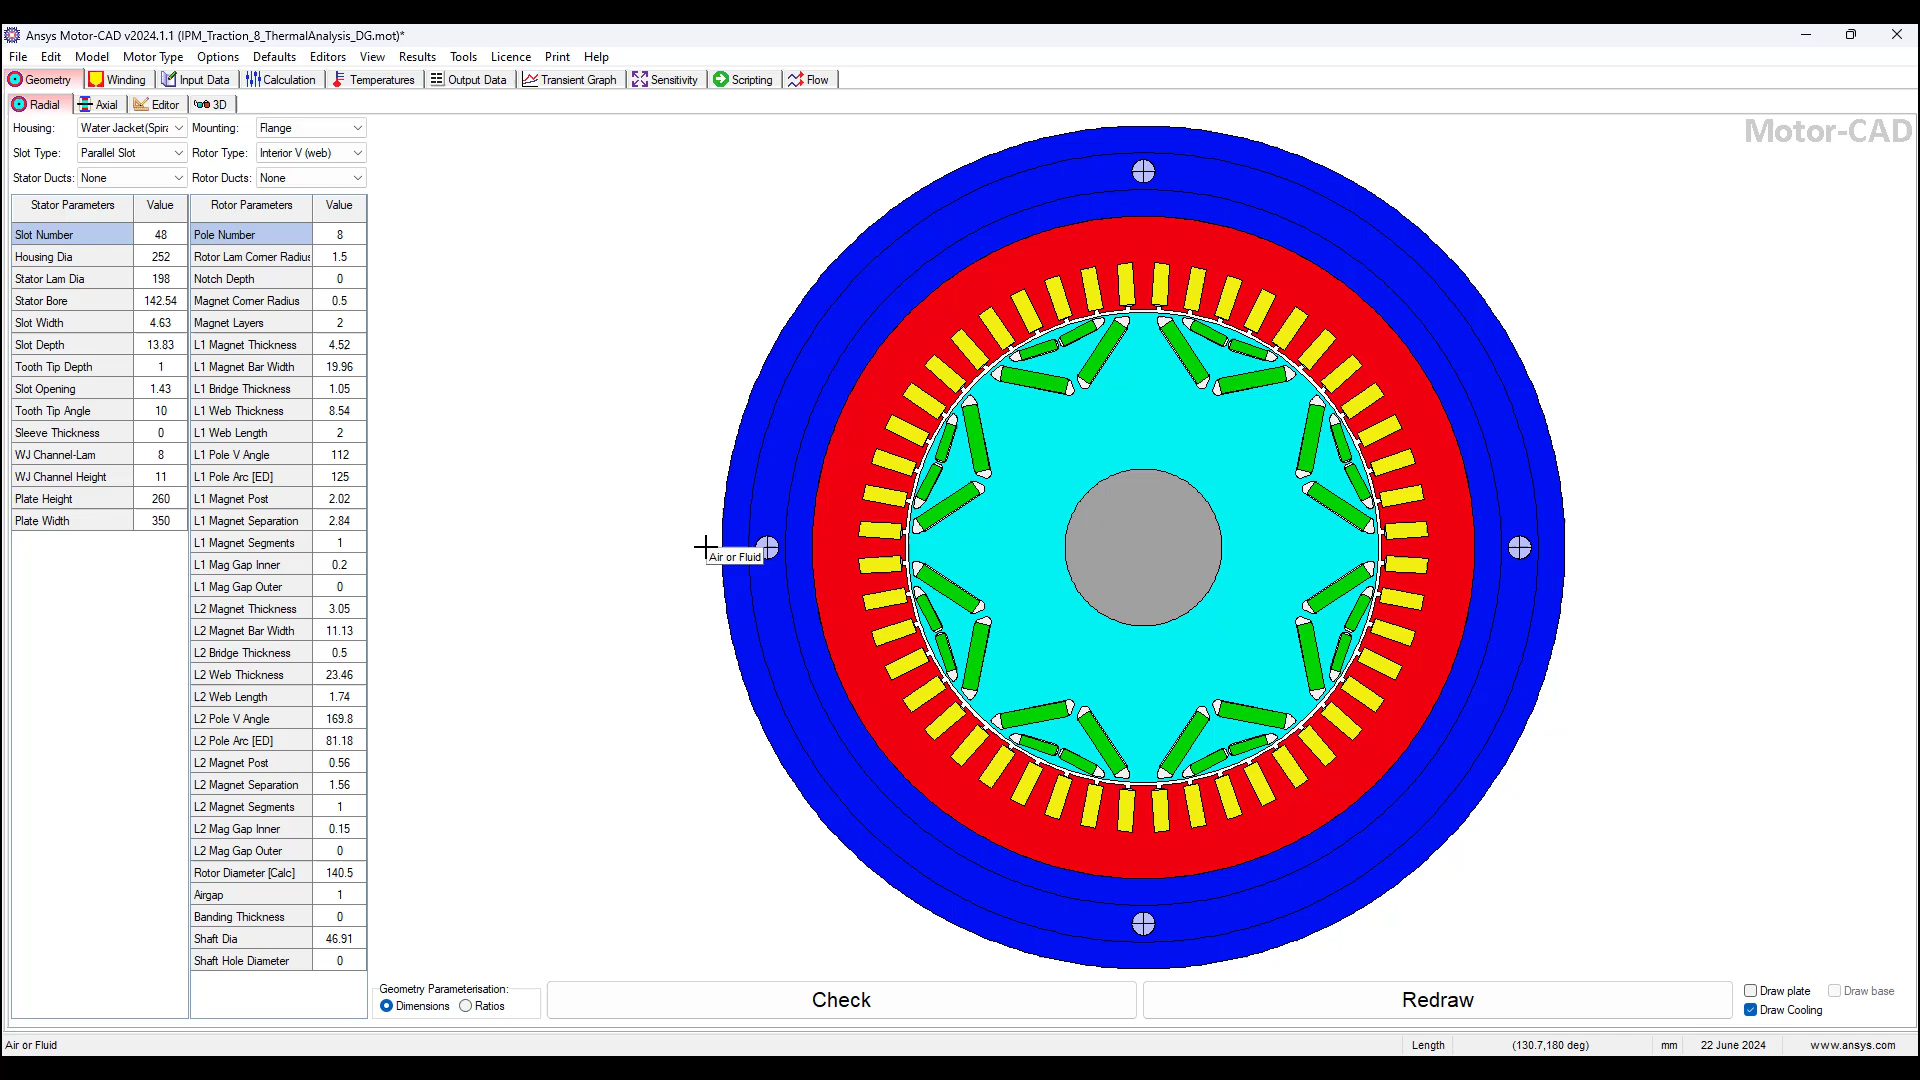 Ansys Motor-CAD v2024.1.1 (IPM_Traction_8_ThermalAnalysis_DG.mot)*
File Edit Model Motor Type Options Defaults Editors View Results Tools Licence Print Help
Geometry Winding Input Data Calculation Temperatures Output Data Transient Graph Sensitivity Scripting Flow
Radial Axial Editor 3D
Housing: Water Jacket(Spira Mounting: Flange
Slot Type: Parallel Slot Rotor Type: Interior V (web)
Stator Ducts: None Rotor Ducts: None
Motor-CAD
Stator Parameters Value Rotor Parameters Value
Slot Number 48 Pole Number 8
Housing Dia 252 Rotor Lam Corner Radius 1.5
Stator Lam Dia 198 Notch Depth 0
Stator Bore 142.54 Magnet Corner Radius 0.5
Slot Width 4.63 Magnet Layers 2
Slot Depth 13.83 L1 Magnet Thickness 4.52
Tooth Tip Depth 1 L1 Magnet Bar Width 19.96
Slot Opening 1.43 L1 Bridge Thickness 1.05
Tooth Tip Angle 10 L1 Web Thickness 8.54
Sleeve Thickness 0 L1 Web Length 2
WJ Channel-Lam 8 L1 Pole V Angle 112
WJ Channel Height 11 L1 Pole Arc [ED] 125
Plate Height 260 L1 Magnet Post 2.02
Plate Width 350 L1 Magnet Separation 2.84
L1 Magnet Segments 1
L1 Mag Gap Inner 0.2
L1 Mag Gap Outer 0
L2 Magnet Thickness 3.05
L2 Magnet Bar Width 11.13
L2 Bridge Thickness 0.5
L2 Web Thickness 23.46
L2 Web Length 1.74
L2 Pole V Angle 169.8
L2 Pole Arc [ED] 81.18
L2 Magnet Post 0.56
L2 Magnet Separation 1.56
L2 Magnet Segments 1
L2 Mag Gap Inner 0.15
L2 Mag Gap Outer 0
Rotor Diameter [Calc] 140.5
Airgap 1
Banding Thickness 0
Shaft Dia 46.91
Shaft Hole Diameter 0
Air or Fluid
Geometry Parameterisation:
Dimensions Ratios
Check
Redraw
Draw plate Draw base
Draw Cooling
Air or Fluid Length (130.7,180 deg) mm 22 June 2024 www.ansys.com